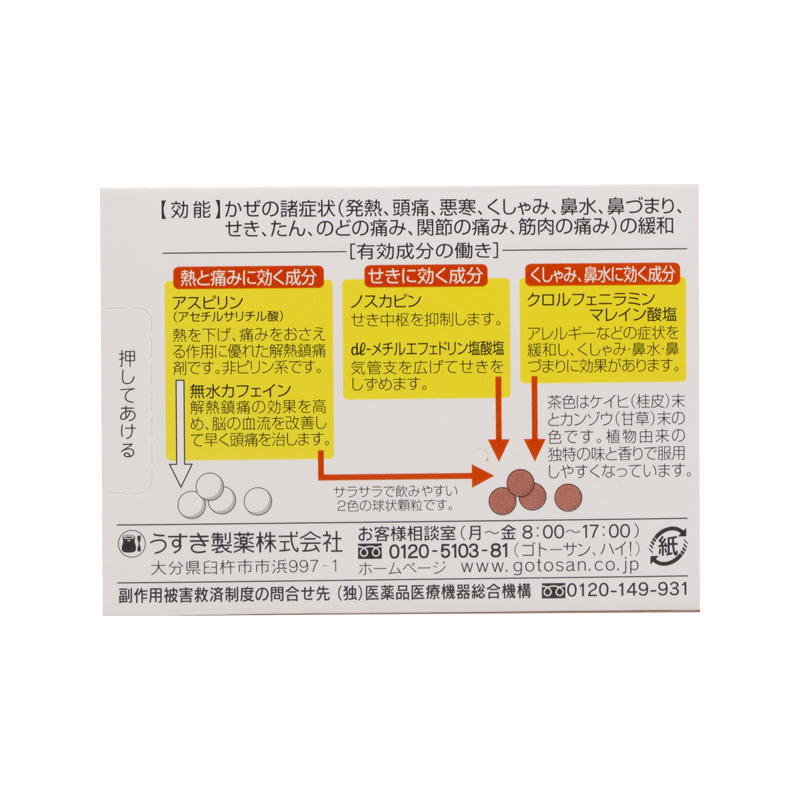 【効能】かぜの諸症状(発熱、頭痛、悪寒、くしゃみ、鼻水、鼻づまり、
せき、たん、のどの痛み、関節の痛み、筋肉の痛み)の緩和
[有効成分の働き]
熱と痛みに効く成分
アスピリン
(アセチルサリチル酸)
熱を下げ、痛みをおさえ
る作用に優れた解熱鎮痛
剤です。非ピリン系です。
無水カフェイン
解熱鎮痛の効果を高
め、脳の血流を改善し
て早く頭痛を治します。
せきに効く成分
ノスカピン
せき中枢を抑制します。
dℓ-メチルエフェドリン塩酸塩
気管支を広げてせきを
しずめます。
くしゃみ、鼻水に効く成分
クロルフェニラミン
マレイン酸塩
アレルギーなどの症状を
緩和し、くしゃみ・鼻水・鼻
づまりに効果があります。
茶色はケイヒ(桂皮)末
とカンゾウ(甘草)末の
色です。植物由来の
独特の味と香りで服用
しやすくなっています。
サラサラで飲みやすい
2色の球状顆粒です。
押してあける
うすき製薬株式会社
大分県臼杵市市浜997-1
お客様相談室(月〜金 8:00〜17:00)
0120-5103-81(ゴトーサン、ハイ!)
ホームページ www.gotosan.co.jp
紙
副作用被害救済制度の問合せ先 (独)医薬品医療機器総合機構 0120-149-931